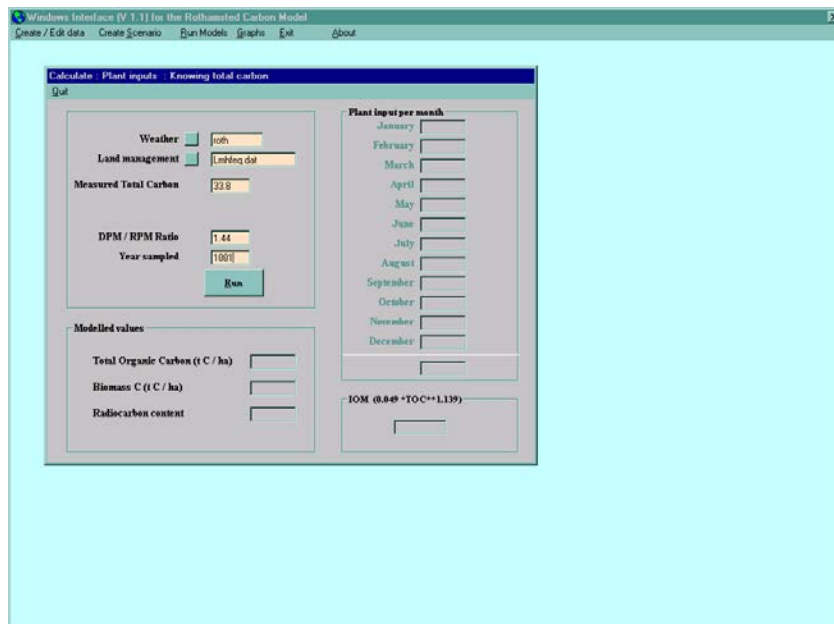 Windows Interface (V 1.1) for the Rothamsted Carbon Model
Create / Edit data Create Scenario Run Models Graphs Exit About
Calculate : Plant inputs : Knowing total carbon
Quit
Weather roth
Land management Lmhfeq.dat
Measured Total Carbon 33.8
DPM / RPM Ratio 1.44
Year sampled 1881
Run
Modelled values
Total Organic Carbon (t C / ha)
Biomass C (t C / ha)
Radiocarbon content
Plant input per month
January
February
March
April
May
June
July
August
September
October
November
December
IOM (0.049 *TOC**1.139)